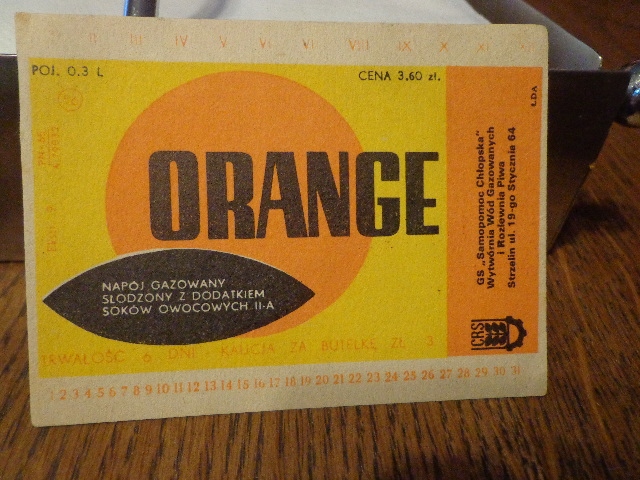 II III IV V VI VII VIII IX X XI
POJ. 0.3 L
CENA 3.60 zł.
ORANGE
NAPÓJ GAZOWANY
SŁODZONY Z DODATKIEM
SOKÓW OWOCOWYCH II-A
TRWAŁOŚĆ 6 DNI - KAUCJA ZA BUTELKĘ ZŁ 3
1 2 3 4 5 6 7 8 9 10 11 12 13 14 15 16 17 18 19 20 21 22 23 24 25 26 27 28 29 30 31
ŁDA
GS „Samopomoc Chłopska"
Wytwórnia Wód Gazowanych
i Rozlewnia Piwa
Strzelin ul. 19-go Stycznia 64
CRS